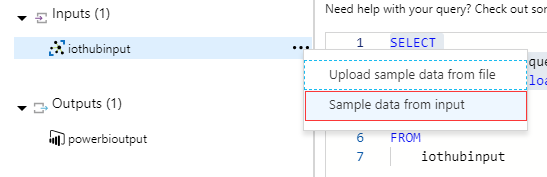 Inputs (1)
iothubinput
Outputs (1)
powerbioutput
Need help with your query? Check out
1 SELECT
Upload sample data from file
Sample data from input
6 FROM
7 iothubinput